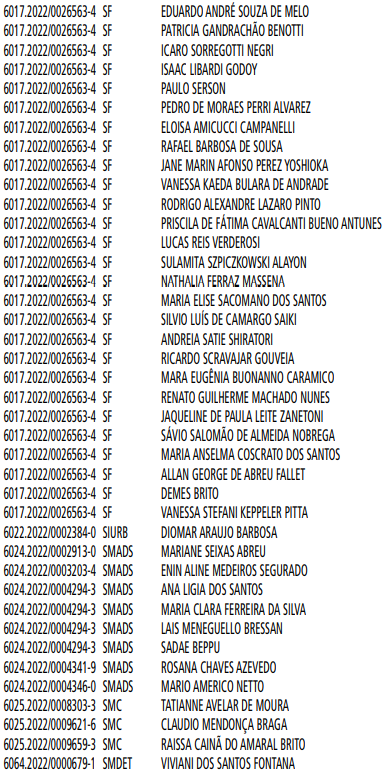 6017.2022/0026563-4 SF EDUARDO ANDRÉ SOUZA DE MELO
6017.2022/0026563-4 SF PATRICIA GANDRACHÃO BENOTTI
6017.2022/0026563-4 SF ICARO SORREGOTTI NEGRI
6017.2022/0026563-4 SF ISAAC LIBARDI GODOY
6017.2022/0026563-4 SF PAULO SERSON
6017.2022/0026563-4 SF PEDRO DE MORAES PERRI ALVAREZ
6017.2022/0026563-4 SF ELOISA AMICUCCI CAMPANELLI
6017.2022/0026563-4 SF RAFAEL BARBOSA DE SOUSA
6017.2022/0026563-4 SF JANE MARIN AFONSO PEREZ YOSHIOKA
6017.2022/0026563-4 SF VANESSA KAEDA BULARA DE ANDRADE
6017.2022/0026563-4 SF RODRIGO ALEXANDRE LAZARO PINTO
6017.2022/0026563-4 SF PRISCILA DE FÁTIMA CAVALCANTI BUENO ANTUNES
6017.2022/0026563-4 SF LUCAS REIS VERDEROSI
6017.2022/0026563-4 SF SULAMITA SZPICZKOWSKI ALAYON
6017.2022/0026563-4 SF NATHALIA FERRAZ MASSENA
6017.2022/0026563-4 SF MARIA ELISE SACOMANO DOS SANTOS
6017.2022/0026563-4 SF SILVIO LUÍS DE CAMARGO SAIKI
6017.2022/0026563-4 SF ANDREIA SATIE SHIRATORI
6017.2022/0026563-4 SF RICARDO SCRAVAJAR GOUVEIA
6017.2022/0026563-4 SF MARA EUGÊNIA BUONANNO CARAMICO
6017.2022/0026563-4 SF RENATO GUILHERME MACHADO NUNES
6017.2022/0026563-4 SF JAQUELINE DE PAULA LEITE ZANETONI
6017.2022/0026563-4 SF SÁVIO SALOMÃO DE ALMEIDA NOBREGA
6017.2022/0026563-4 SF MARIA ANSELMA COSCRATO DOS SANTOS
6017.2022/0026563-4 SF ALLAN GEORGE DE ABREU FALLET
6017.2022/0026563-4 SF DEMES BRITO
6017.2022/0026563-4 SF VANESSA STEFANI KEPPELER PITTA
6022.2022/0002384-0 SIURB DIOMAR ARAUJO BARBOSA
6024.2022/0002913-0 SMADS MARIANE SEIXAS ABREU
6024.2022/0003203-4 SMADS ENIN ALINE MEDEIROS SEGURADO
6024.2022/0004294-3 SMADS ANA LIGIA DOS SANTOS
6024.2022/0004294-3 SMADS MARIA CLARA FERREIRA DA SILVA
6024.2022/0004294-3 SMADS LAIS MENEGUELLO BRESSAN
6024.2022/0004294-3 SMADS SADAE BEPPU
6024.2022/0004341-9 SMADS ROSANA CHAVES AZEVEDO
6024.2022/0004346-0 SMADS MARIO AMERICO NETTO
6025.2022/0008303-3 SMC TATIANNE AVELAR DE MOURA
6025.2022/0009621-6 SMC CLAUDIO MENDONÇA BRAGA
6025.2022/0009659-3 SMC RAISSA CAINÃ DO AMARAL BRITO
6064.2022/0000679-1 SMDET VIVIANI DOS SANTOS FONTANA